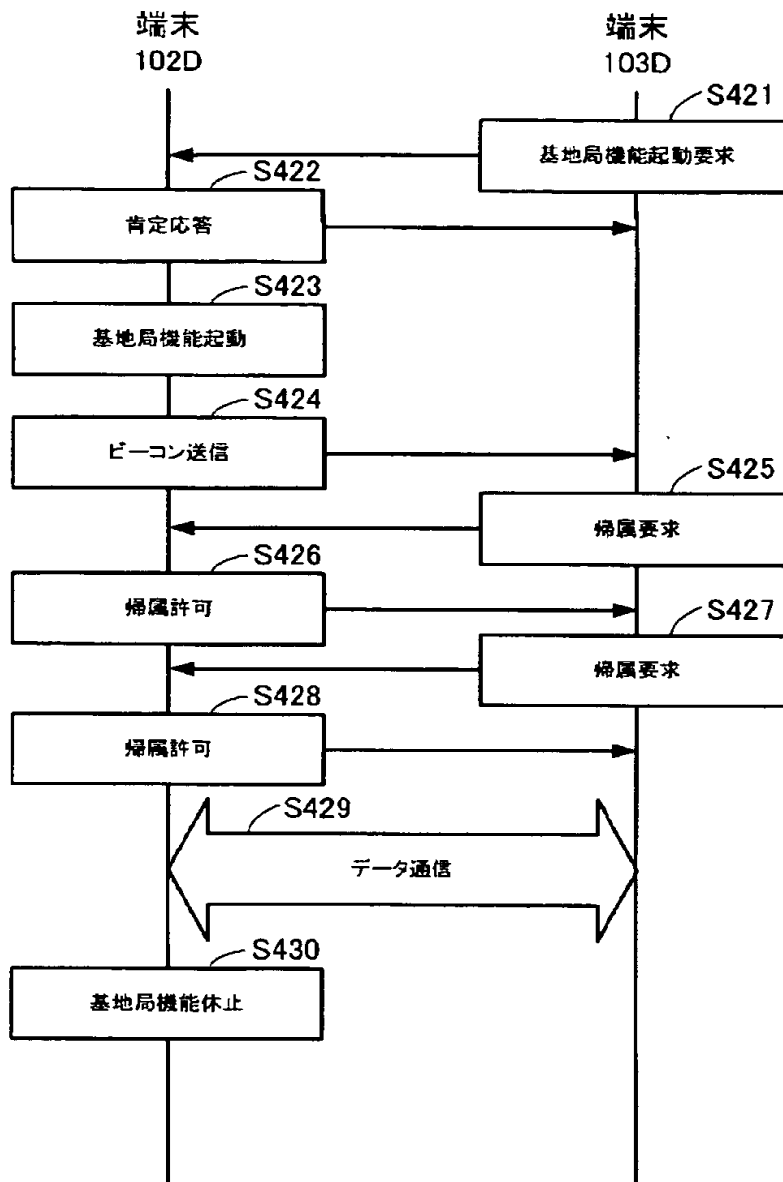 端末
102D
端末
103D
S421
基地局機能起動要求
S422
肯定応答
S423
基地局機能起動
S424
ビーコン送信
S425
帰属要求
S426
帰属許可
S427
帰属要求
S428
帰属許可
S429
データ通信
S430
基地局機能休止